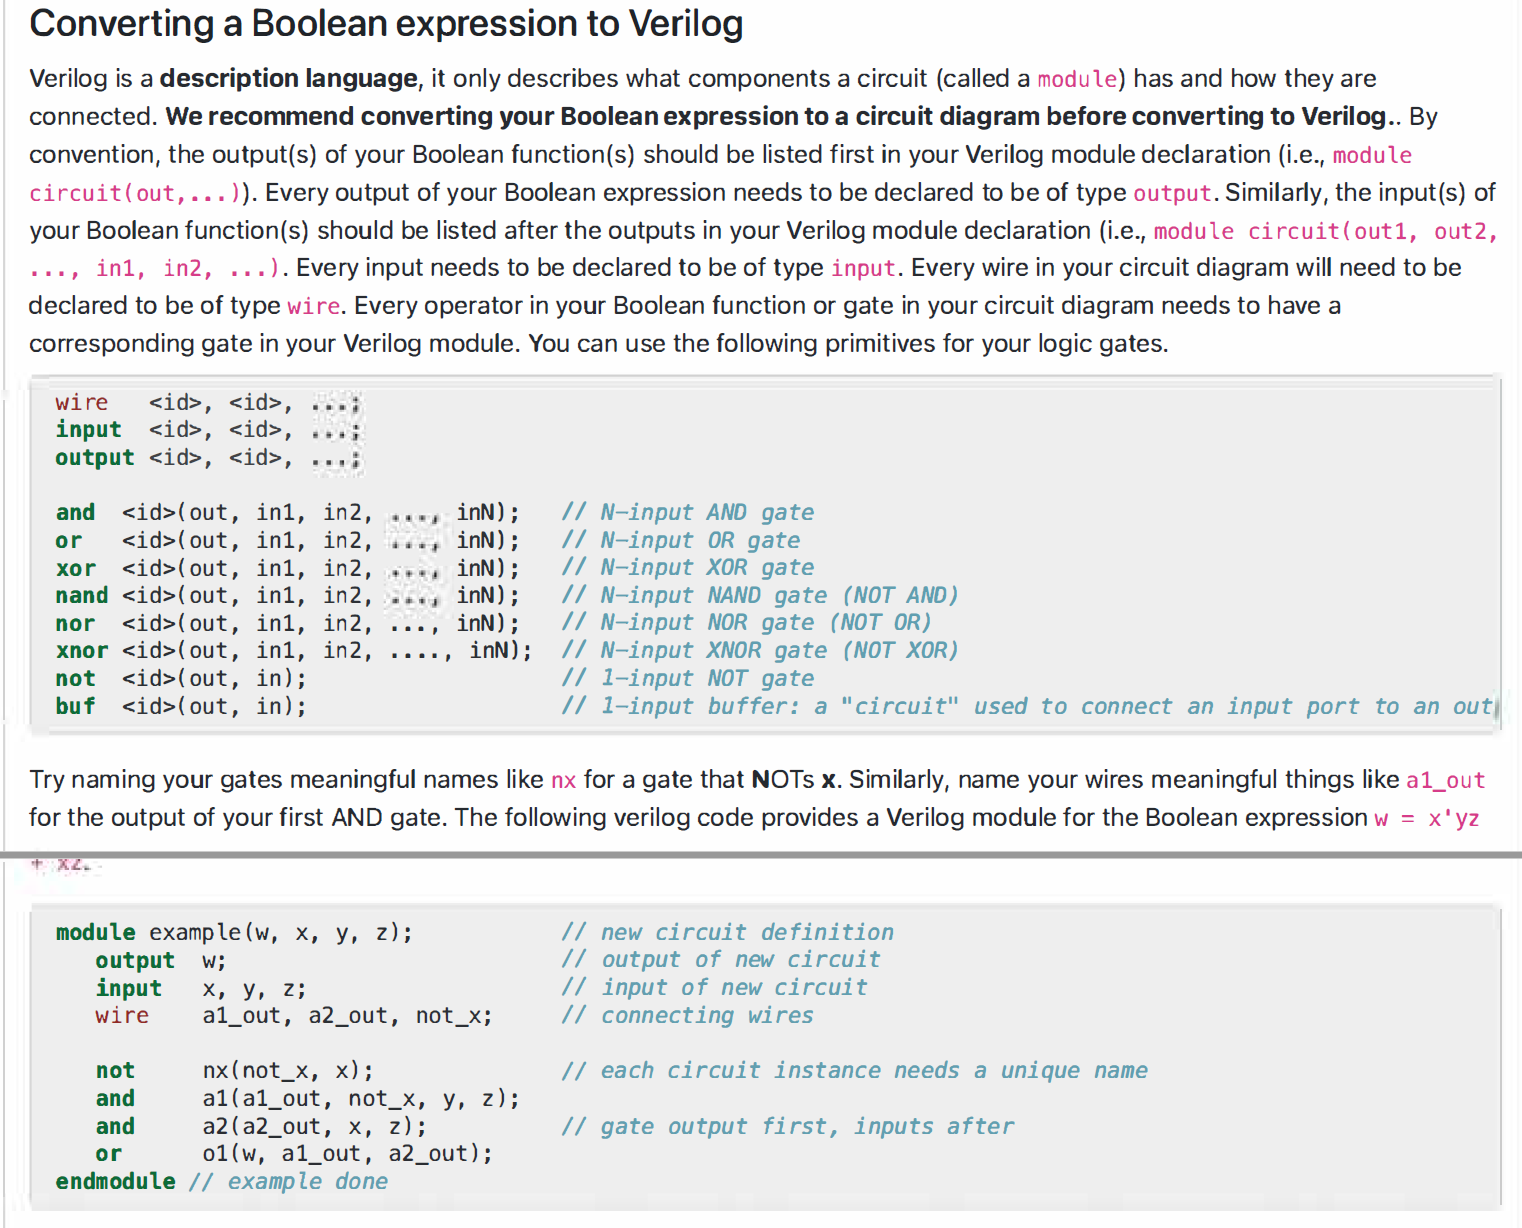 Converting a Boolean expression to Verilog
Verilog is a description language, it only describes what components a circuit (called a module) has and how they are
connected. We recommend converting your Boolean expression to a circuit diagram before converting to Verilog.. By
convention, the output(s) of your Boolean function(s) should be listed first in your Verilog module declaration (i.e., module
circuit(out,...)). Every output of your Boolean expression needs to be declared to be of type output. Similarly, the input(s) of
your Boolean function(s) should be listed after the outputs in your Verilog module declaration (i.e., module circuit(out1, out2,
..., in1, in2, ...). Every input needs to be declared to be of type input. Every wire in your circuit diagram will need to be
declared to be of type wire. Every operator in your Boolean function or gate in your circuit diagram needs to have a
corresponding gate in your Verilog module. You can use the following primitives for your logic gates.
wire   <id>, <id>, ...;
input  <id>, <id>, ...;
output <id>, <id>, ...;
and  <id>(out, in1, in2, ..., inN);   // N-input AND gate
or   <id>(out, in1, in2, ..., inN);   // N-input OR gate
xor  <id>(out, in1, in2, ..., inN);   // N-input XOR gate
nand <id>(out, in1, in2, ..., inN);   // N-input NAND gate (NOT AND)
nor  <id>(out, in1, in2, ..., inN);   // N-input NOR gate (NOT OR)
xnor <id>(out, in1, in2, ...., inN);  // N-input XNOR gate (NOT XOR)
not  <id>(out, in);                   // 1-input NOT gate
buf  <id>(out, in);                   // 1-input buffer: a "circuit" used to connect an input port to an out
Try naming your gates meaningful names like nx for a gate that NOTs x. Similarly, name your wires meaningful things like a1_out
for the output of your first AND gate. The following verilog code provides a Verilog module for the Boolean expression w = x'yz
+ xz.
module example(w, x, y, z);           // new circuit definition
   output  w;                         // output of new circuit
   input   x, y, z;                   // input of new circuit
   wire    a1_out, a2_out, not_x;     // connecting wires
   not     nx(not_x, x);              // each circuit instance needs a unique name
   and     a1(a1_out, not_x, y, z);
   and     a2(a2_out, x, z);          // gate output first, inputs after
   or      o1(w, a1_out, a2_out);
endmodule // example done